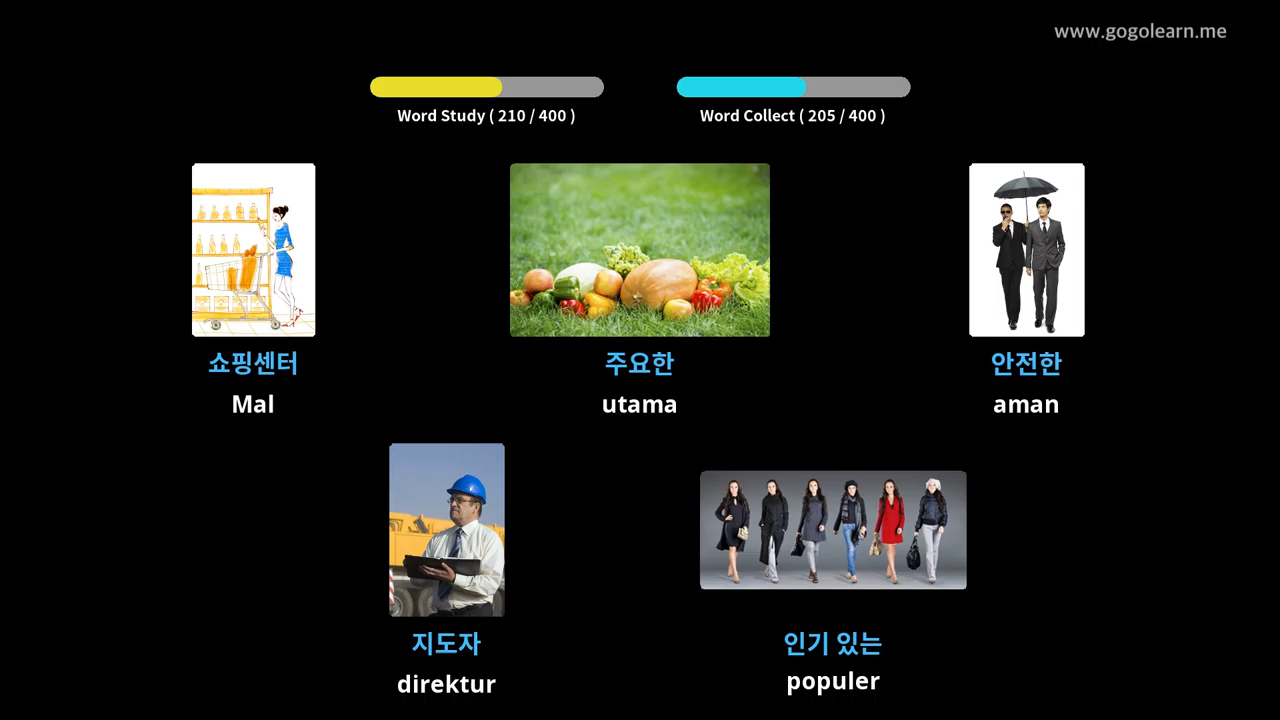 www.gogolearn.me
Word Study ( 210 / 400 )
Word Collect ( 205 / 400 )
쇼핑센터
Mal
주요한
utama
안전한
aman
지도자
direktur
인기 있는
populer